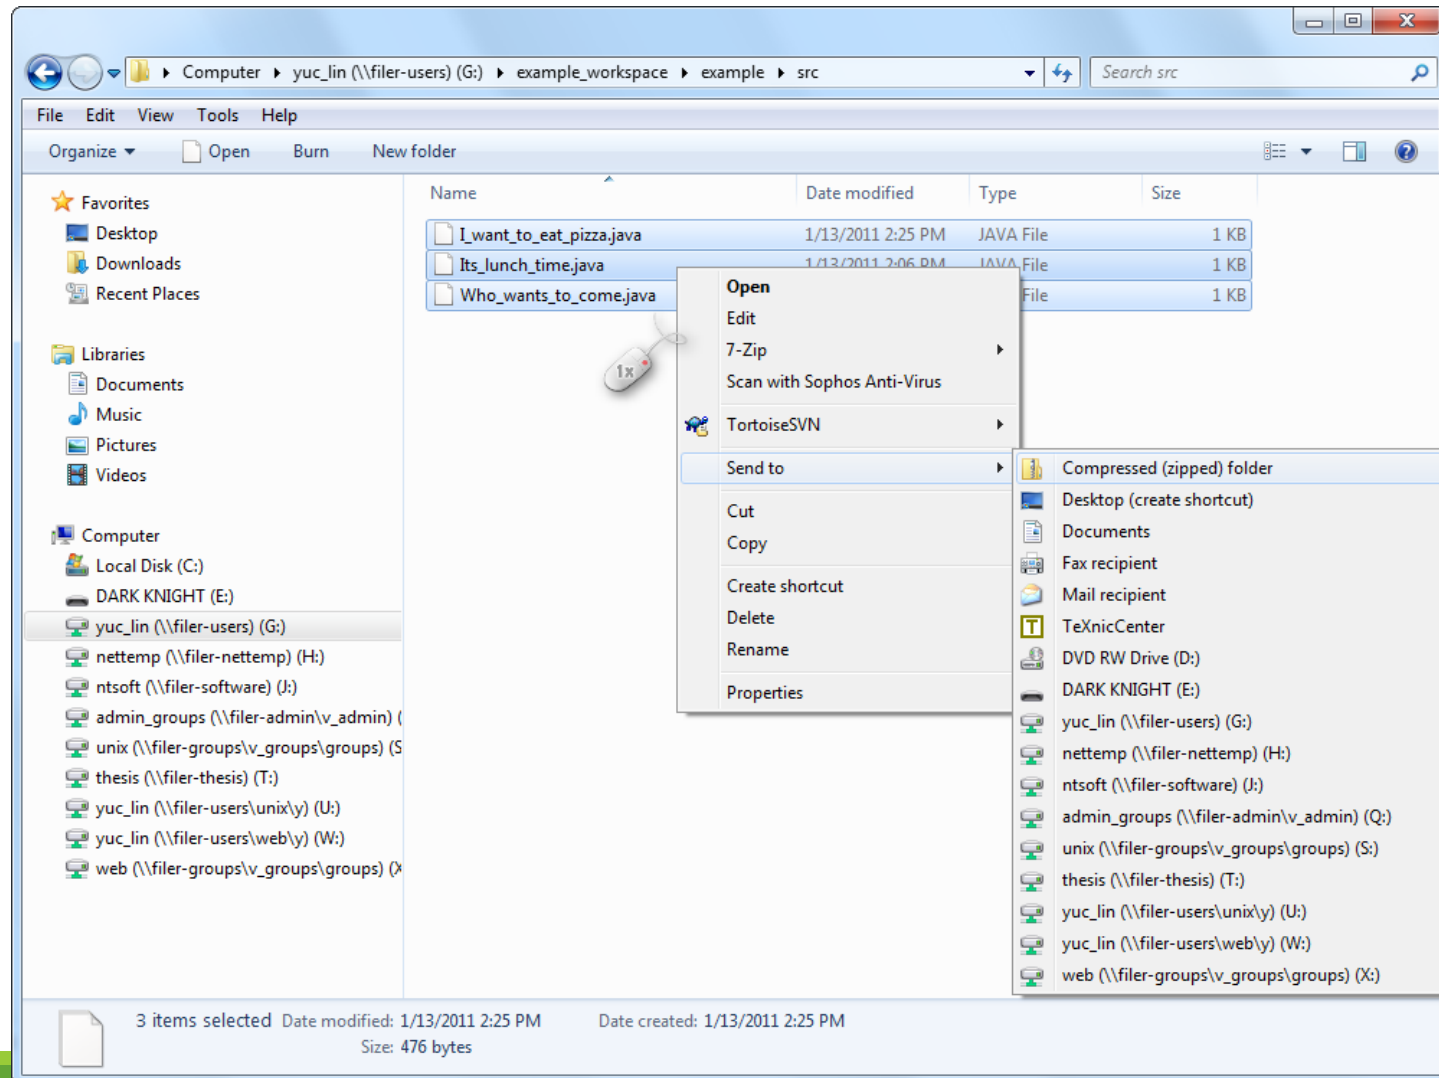 Computer yuc_lin (\\filer-users) (G:) example_workspace example src
Search src
File Edit View Tools Help
Organize Open Burn New folder
Name Date modified Type Size
I_want_to_eat_pizza.java 1/13/2011 2:25 PM JAVA File 1 KB
Its_lunch_time.java 1/13/2011 2:06 PM JAVA File 1 KB
Who_wants_to_come.java File 1 KB
1x
Favorites
Desktop
Downloads
Recent Places
Libraries
Documents
Music
Pictures
Videos
Computer
Local Disk (C:)
DARK KNIGHT (E:)
yuc_lin (\\filer-users) (G:)
nettemp (\\filer-nettemp) (H:)
ntsoft (\\filer-software) (J:)
admin_groups (\\filer-admin\v_admin) (
unix (\\filer-groups\v_groups\groups) (S
thesis (\\filer-thesis) (T:)
yuc_lin (\\filer-users\unix\y) (U:)
yuc_lin (\\filer-users\web\y) (W:)
web (\\filer-groups\v_groups\groups) (X
Open
Edit
7-Zip
Scan with Sophos Anti-Virus
TortoiseSVN
Send to
Cut
Copy
Create shortcut
Delete
Rename
Properties
Compressed (zipped) folder
Desktop (create shortcut)
Documents
Fax recipient
Mail recipient
TeXnicCenter
DVD RW Drive (D:)
DARK KNIGHT (E:)
yuc_lin (\\filer-users) (G:)
nettemp (\\filer-nettemp) (H:)
ntsoft (\\filer-software) (J:)
admin_groups (\\filer-admin\v_admin) (Q:)
unix (\\filer-groups\v_groups\groups) (S:)
thesis (\\filer-thesis) (T:)
yuc_lin (\\filer-users\unix\y) (U:)
yuc_lin (\\filer-users\web\y) (W:)
web (\\filer-groups\v_groups\groups) (X:)
3 items selected Date modified: 1/13/2011 2:25 PM Date created: 1/13/2011 2:25 PM
Size: 476 bytes